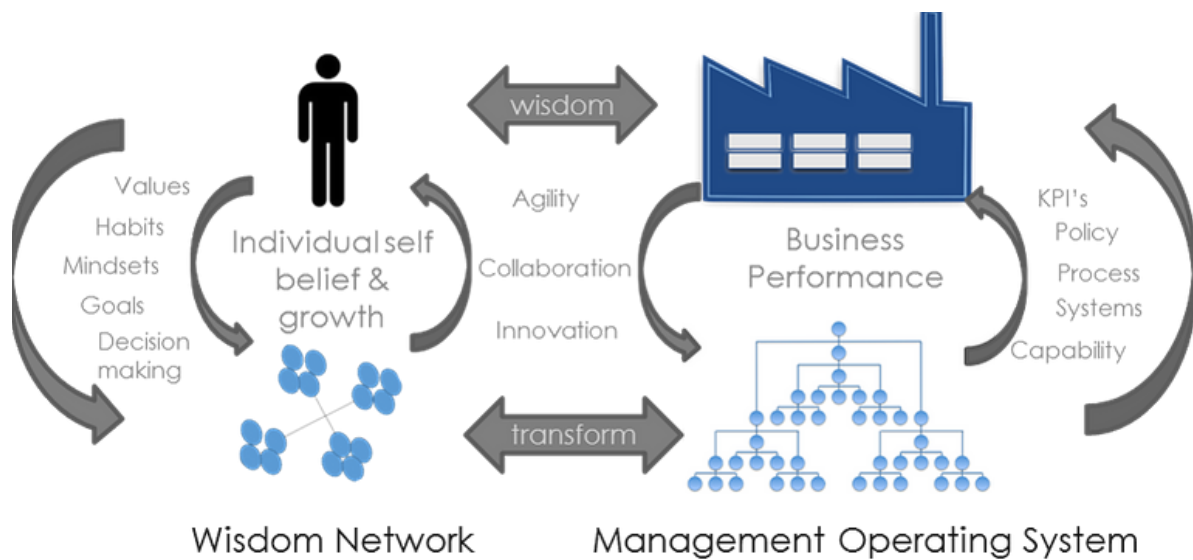 wisdom
Values
Habits
Mindsets
Goals
Decision
making
Individual self
belief &
growth
Agility
Collaboration
Innovation
Business
Performance
KPI's
Policy
Process
Systems
Capability
transform
Wisdom Network
Management Operating System